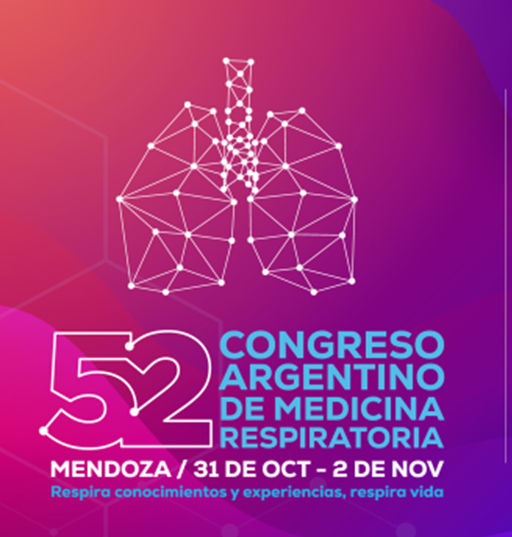 52
CONGRESO
ARGENTINO
DE MEDICINA
RESPIRATORIA
MENDOZA / 31 DE OCT - 2 DE NOV
Respira conocimientos y experiencias, respira vida